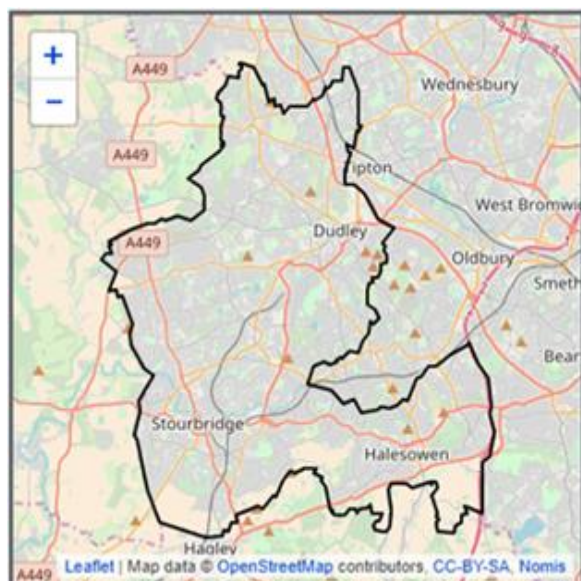 +
A449
Wednesbury
−
A449
Tipton
West Bromwi
A449
Dudley
Oldbury
Smeth
Bear
Stourbridge
Halesowen
Hagley
A449
Leaflet | Map data © OpenStreetMap contributors, CC-BY-SA, Nomis